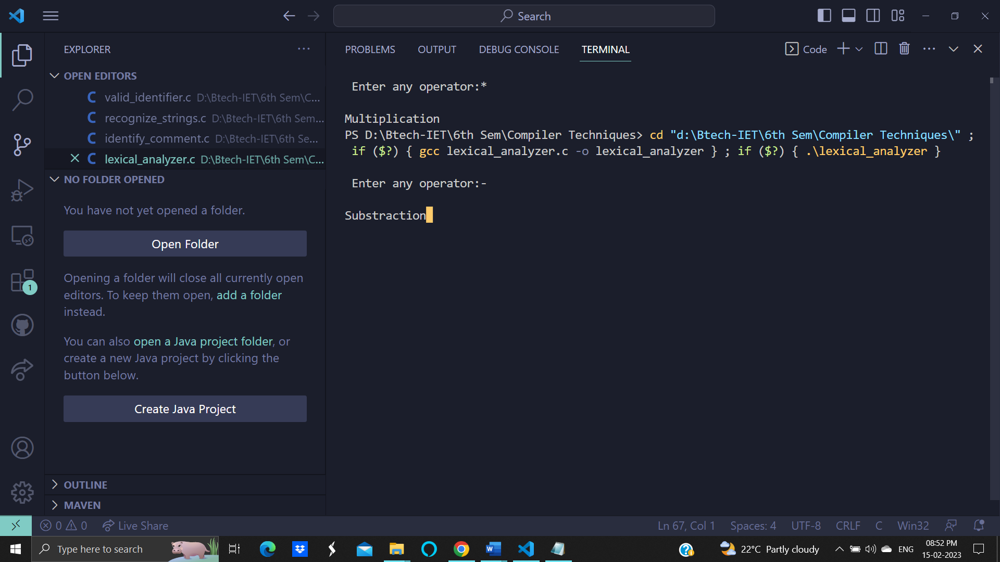 Search
EXPLORER
OPEN EDITORS
valid_identifier.c D:\Btech-IET\6th Sem\C...
recognize_strings.c D:\Btech-IET\6th Sem...
identify_comment.c D:\Btech-IET\6th Se...
lexical_analyzer.c D:\Btech-IET\6th Sem\C...
NO FOLDER OPENED
You have not yet opened a folder.
Open Folder
Opening a folder will close all currently open
editors. To keep them open, add a folder
instead.
You can also open a Java project folder, or
create a new Java project by clicking the
button below.
Create Java Project
OUTLINE
MAVEN
1
PROBLEMS OUTPUT DEBUG CONSOLE TERMINAL
Code
Enter any operator:*
Multiplication
PS D:\Btech-IET\6th Sem\Compiler Techniques> cd "d:\Btech-IET\6th Sem\Compiler Techniques\" ;
if ($?) { gcc lexical_analyzer.c -o lexical_analyzer } ; if ($?) { .\lexical_analyzer }
Enter any operator:-
Substraction
0 0 Live Share
Ln 67, Col 1 Spaces: 4 UTF-8 CRLF C Win32
Type here to search
22°C Partly cloudy
ENG
08:52 PM
15-02-2023